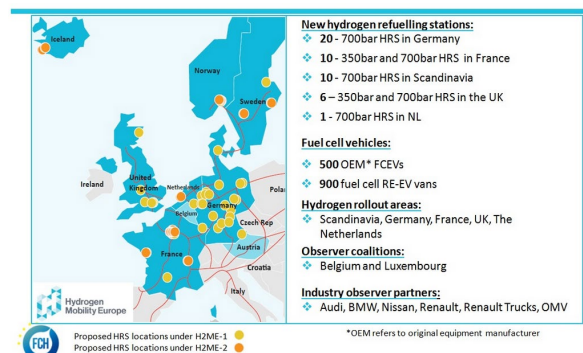 Iceland
Norway
Sweden
Ireland
United
Kingdom
Netherlands
Belgium
Germany
Pola
Czech Rep
Austria
France
Croatia
Italy
Hydrogen
Mobility Europe
FCH
Proposed HRS locations under H2ME-1
Proposed HRS locations under H2ME-2
New hydrogen refuelling stations:
20 - 700bar HRS in Germany
10 - 350bar and 700bar HRS in France
10 - 700bar HRS in Scandinavia
6 – 350bar and 700bar HRS in the UK
1 - 700bar HRS in NL
Fuel cell vehicles:
500 OEM* FCEVs
900 fuel cell RE-EV vans
Hydrogen rollout areas:
Scandinavia, Germany, France, UK, The
Netherlands
Observer coalitions:
Belgium and Luxembourg
Industry observer partners:
Audi, BMW, Nissan, Renault, Renault Trucks, OMV
*OEM refers to original equipment manufacturer